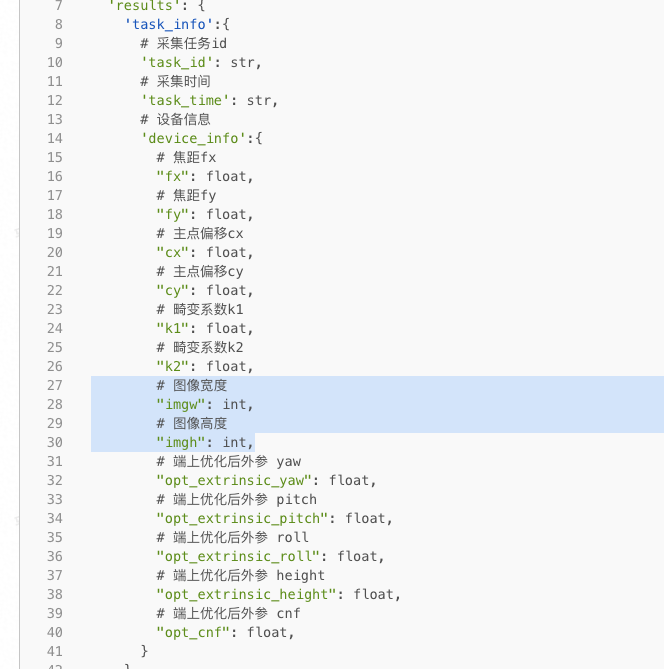 7 'results': {
8 'task_info':{
9 # 采集任务id
10 'task_id': str,
11 # 采集时间
12 'task_time': str,
13 # 设备信息
14 'device_info':{
15 # 焦距fx
16 "fx": float,
17 # 焦距fy
18 "fy": float,
19 # 主点偏移cx
20 "cx": float,
21 # 主点偏移cy
22 "cy": float,
23 # 畸变系数k1
24 "k1": float,
25 # 畸变系数k2
26 "k2": float,
27 # 图像宽度
28 "imgw": int,
29 # 图像高度
30 "imgh": int,
31 # 端上优化后外参 yaw
32 "opt_extrinsic_yaw": float,
33 # 端上优化后外参 pitch
34 "opt_extrinsic_pitch": float,
35 # 端上优化后外参 roll
36 "opt_extrinsic_roll": float,
37 # 端上优化后外参 height
38 "opt_extrinsic_height": float,
39 # 端上优化后外参 cnf
40 "opt_cnf": float,
41 }